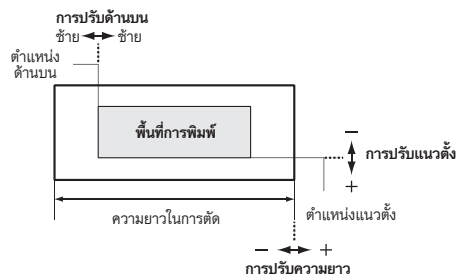 การปรับด้านบน
ซ้าย ซ้าย
ตำแหน่ง
ด้านบน
พื้นที่การพิมพ์
−
การปรับแนวตั้ง
+
ความยาวในการตัด
ตำแหน่งแนวตั้ง
− +
การปรับความยาว